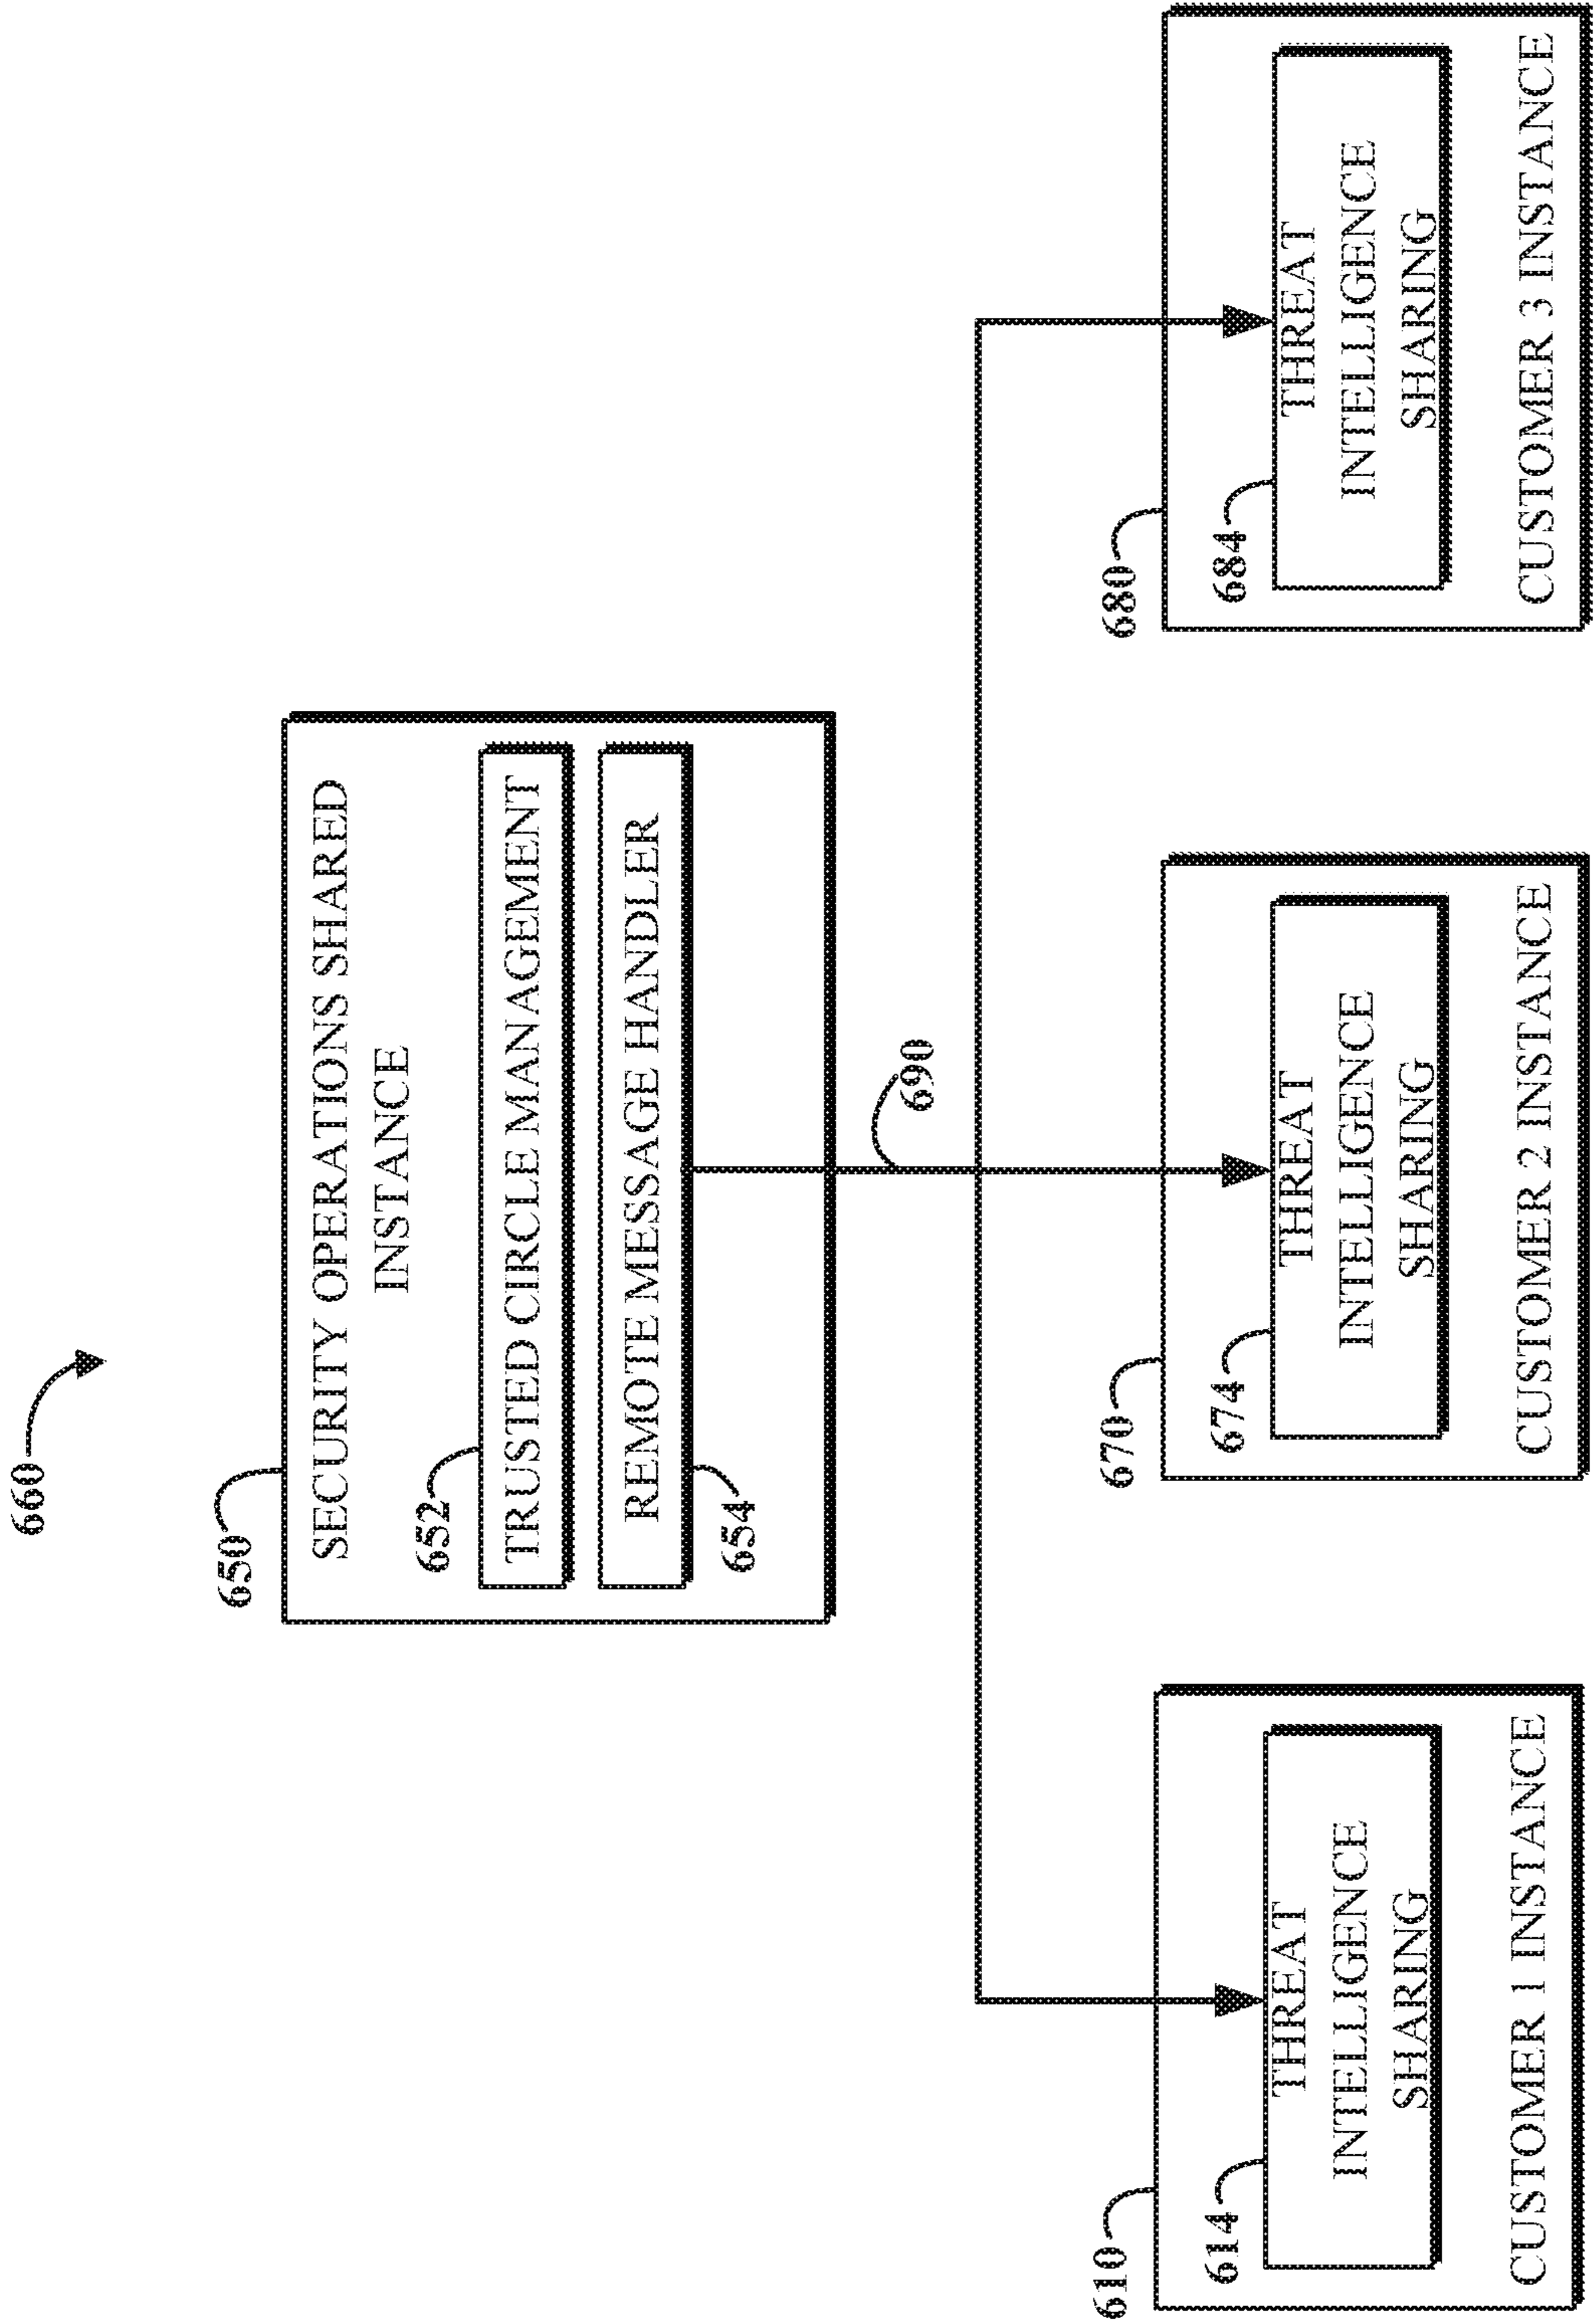 660
650
SECURITY OPERATIONS SHARED
INSTANCE
652
TRUSTED CIRCLE MANAGEMENT
REMOTE MESSAGE HANDLER
654
690
610
614
THREAT
INTELLIGENCE
SHARING
CUSTOMER 1 INSTANCE
670
674
THREAT
INTELLIGENCE
SHARING
CUSTOMER 2 INSTANCE
680
684
THREAT
INTELLIGENCE
SHARING
CUSTOMER 3 INSTANCE